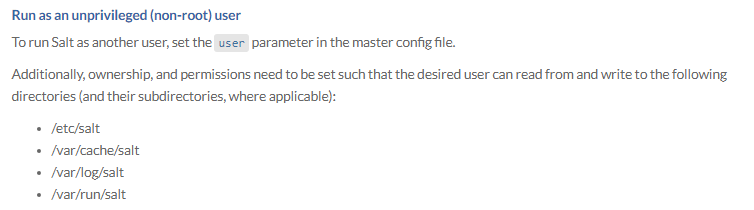 Run as an unprivileged (non-root) user
To run Salt as another user, set the user parameter in the master config file.
Additionally, ownership, and permissions need to be set such that the desired user can read from and write to the following
directories (and their subdirectories, where applicable):
• /etc/salt
• /var/cache/salt
• /var/log/salt
• /var/run/salt